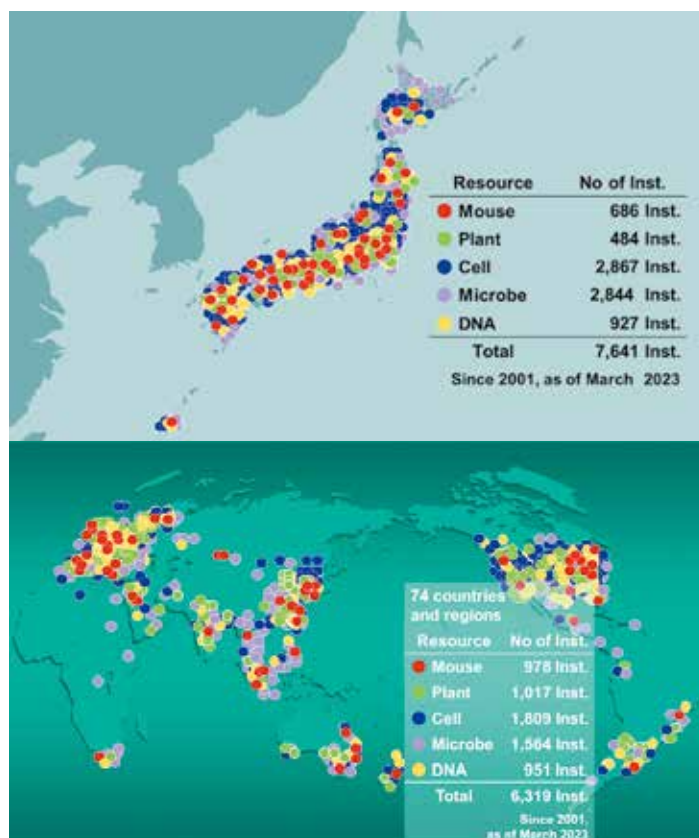 Resource No of Inst.
Mouse 686 Inst.
Plant 484 Inst.
Cell 2,867 Inst.
Microbe 2,844 Inst.
DNA 927 Inst.
Total 7,641 Inst.
Since 2001, as of March 2023
74 countries
and regions
Resource No of Inst.
Mouse 978 Inst.
Plant 1,017 Inst.
Cell 1,809 Inst.
Microbe 1,564 Inst.
DNA 951 Inst.
Total 6,319 Inst.
Since 2001,
as of March 2023